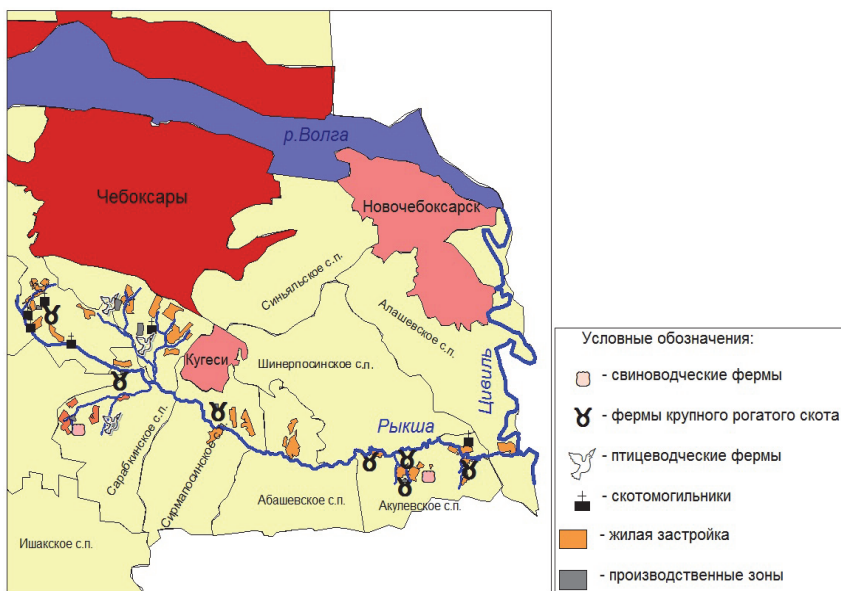 р.Волга
Чебоксары
Новочебоксарск
Синьяльское с.п.
Алашевское с.п.
Кугеси
Шинерпосинское с.п.
Цивиль
Рыкша
Сарабкинское с.п.
Сирмапосинское с.п.
Абашевское с.п.
Акулевское с.п.
Ишакское с.п.
Условные обозначения:
- свиноводческие фермы
- фермы крупного рогатого скота
- птицеводческие фермы
- скотомогильники
- жилая застройка
- производственные зоны